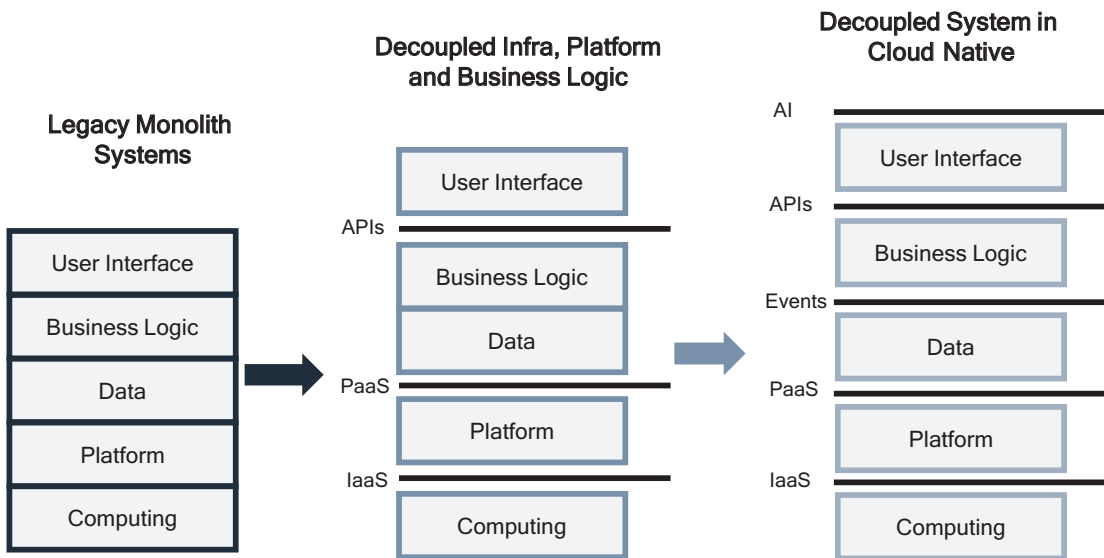 Legacy Monolith
Systems
User Interface
Business Logic
Data
Platform
Computing
Decoupled Infra, Platform
and Business Logic
User Interface
APIs
Business Logic
Data
PaaS
Platform
IaaS
Computing
Decoupled System in
Cloud Native
AI
User Interface
APIs
Business Logic
Events
Data
PaaS
Platform
IaaS
Computing